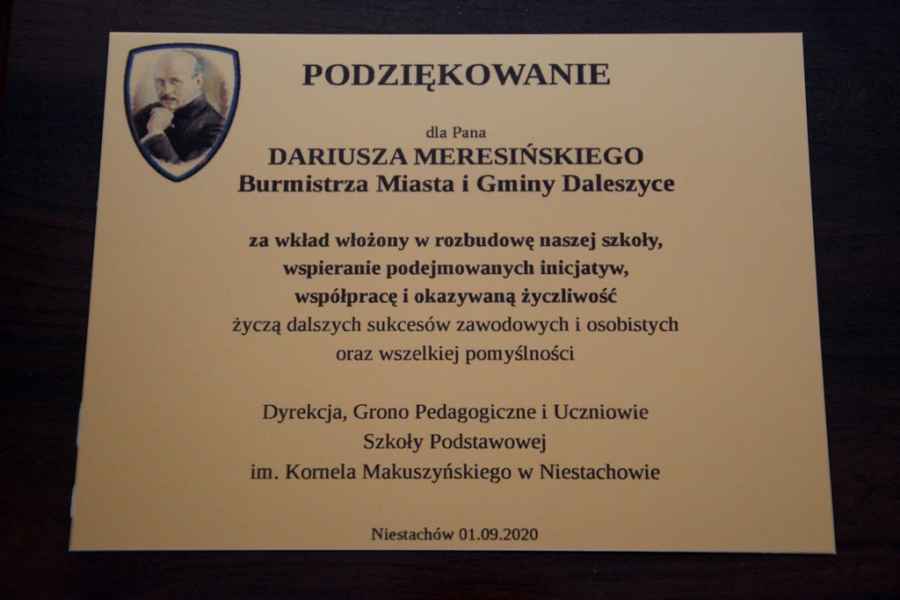 PODZIĘKOWANIE
dla Pana
DARIUSZA MERESIŃSKIEGO
Burmistrza Miasta i Gminy Daleszyce
za wkład włożony w rozbudowę naszej szkoły,
wspieranie podejmowanych inicjatyw,
współpracę i okazywaną życzliwość
życzą dalszych sukcesów zawodowych i osobistych
oraz wszelkiej pomyślności
Dyrekcja, Grono Pedagogiczne i Uczniowie
Szkoły Podstawowej
im. Kornela Makuszyńskiego w Niestachowie
Niestachów 01.09.2020